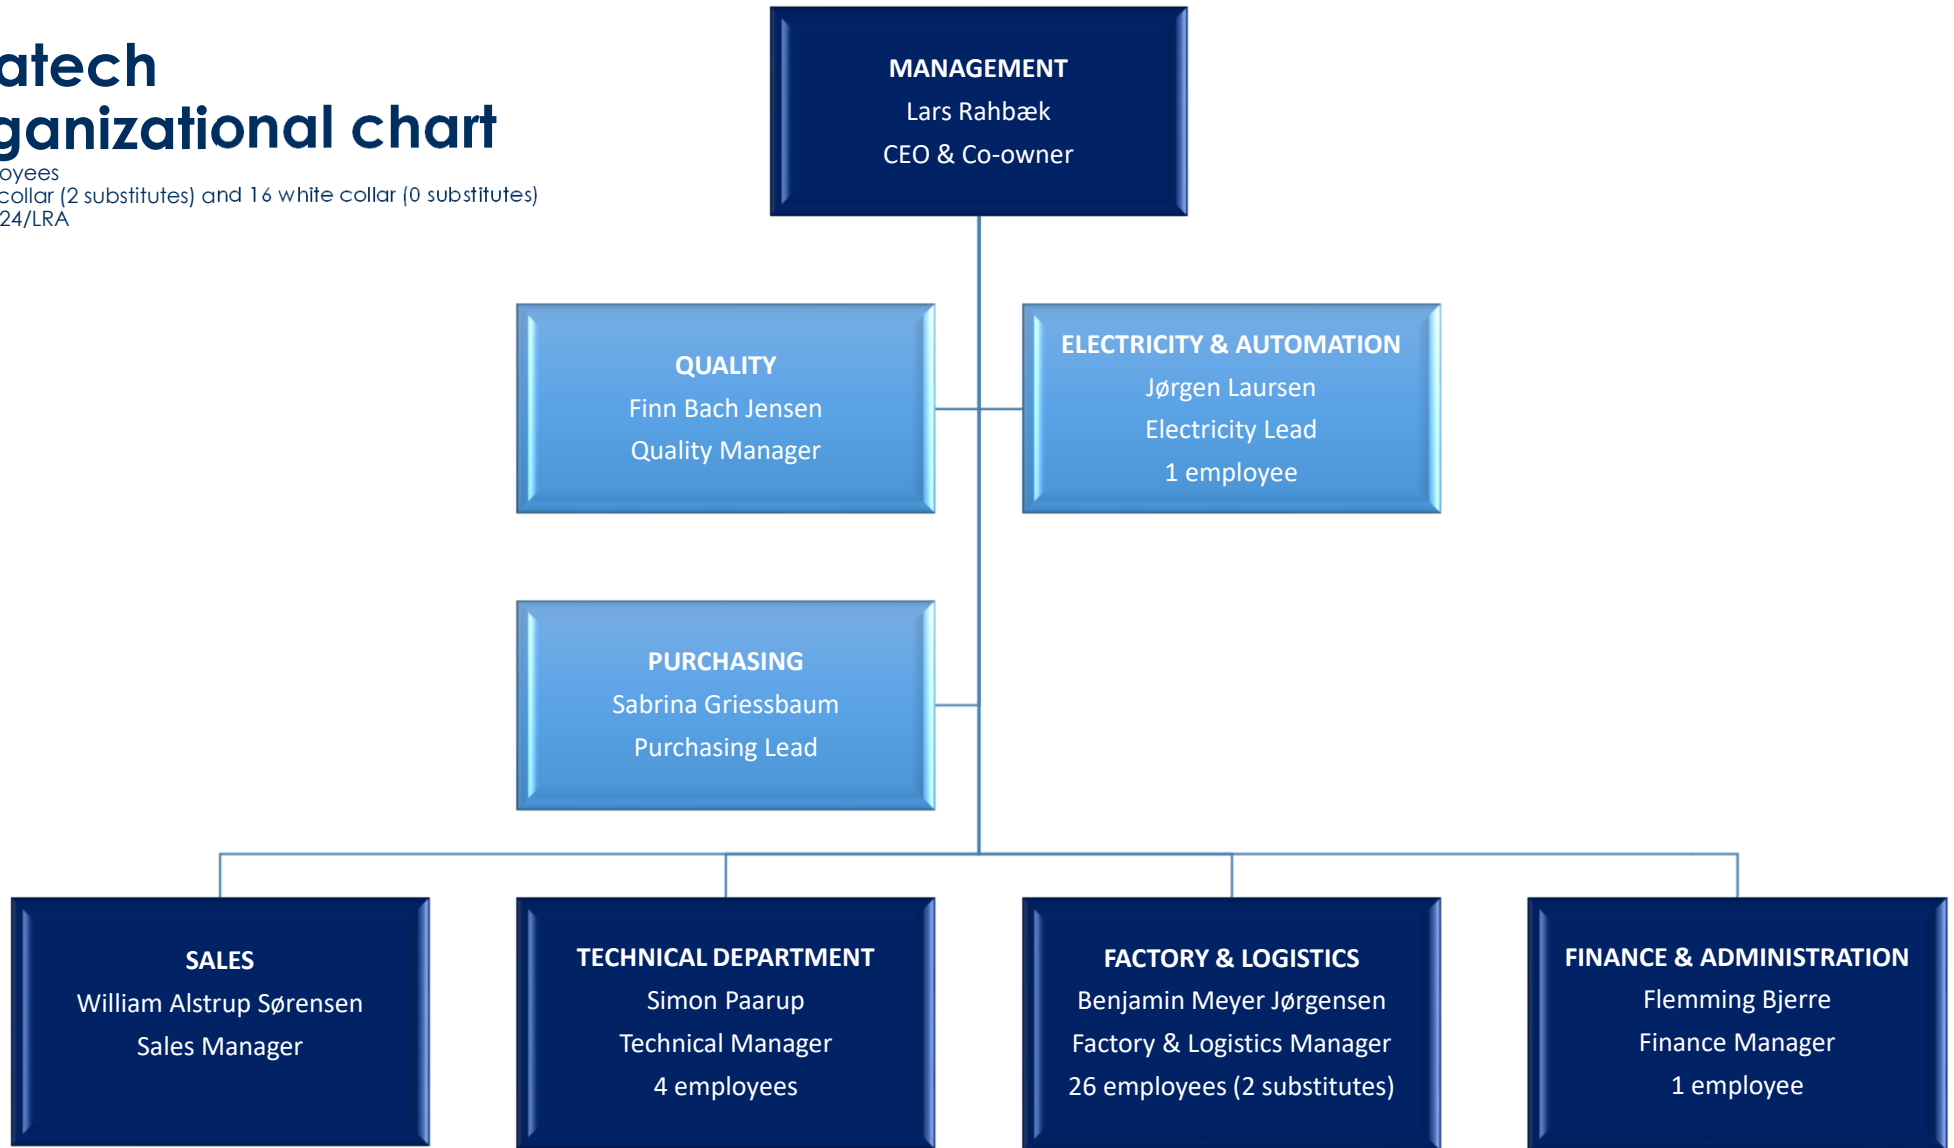 atech
ganizational chart
oyees
collar (2 substitutes) and 16 white collar (0 substitutes)
24/LRA
MANAGEMENT
Lars Rahbæk
CEO & Co-owner
QUALITY
Finn Bach Jensen
Quality Manager
ELECTRICITY & AUTOMATION
Jørgen Laursen
Electricity Lead
1 employee
PURCHASING
Sabrina Griessbaum
Purchasing Lead
SALES
William Alstrup Sørensen
Sales Manager
TECHNICAL DEPARTMENT
Simon Paarup
Technical Manager
4 employees
FACTORY & LOGISTICS
Benjamin Meyer Jørgensen
Factory & Logistics Manager
26 employees (2 substitutes)
FINANCE & ADMINISTRATION
Flemming Bjerre
Finance Manager
1 employee